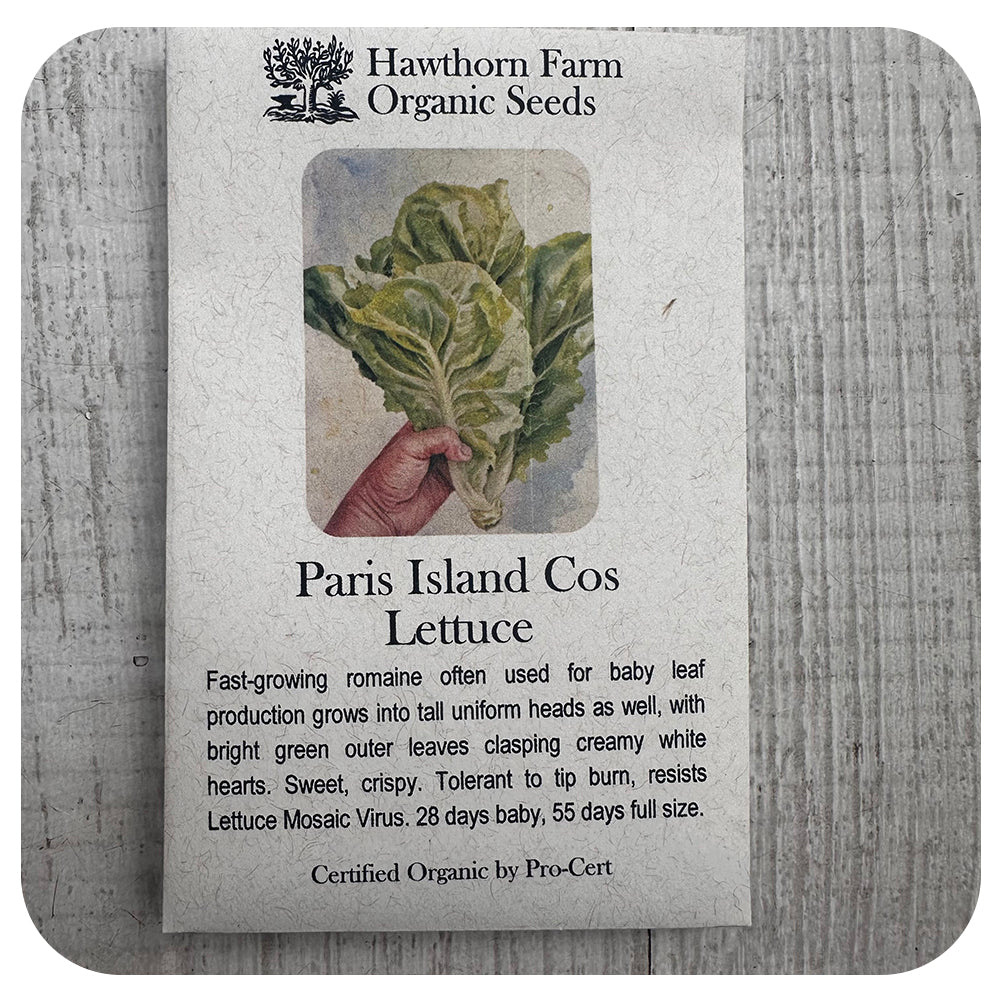 Hawthorn Farm
Organic Seeds
Paris Island Cos
Lettuce
Fast-growing romaine often used for baby leaf
production grows into tall uniform heads as well, with
bright green outer leaves clasping creamy white
hearts. Sweet, crispy. Tolerant to tip burn, resists
Lettuce Mosaic Virus. 28 days baby, 55 days full size.
Certified Organic by Pro-Cert